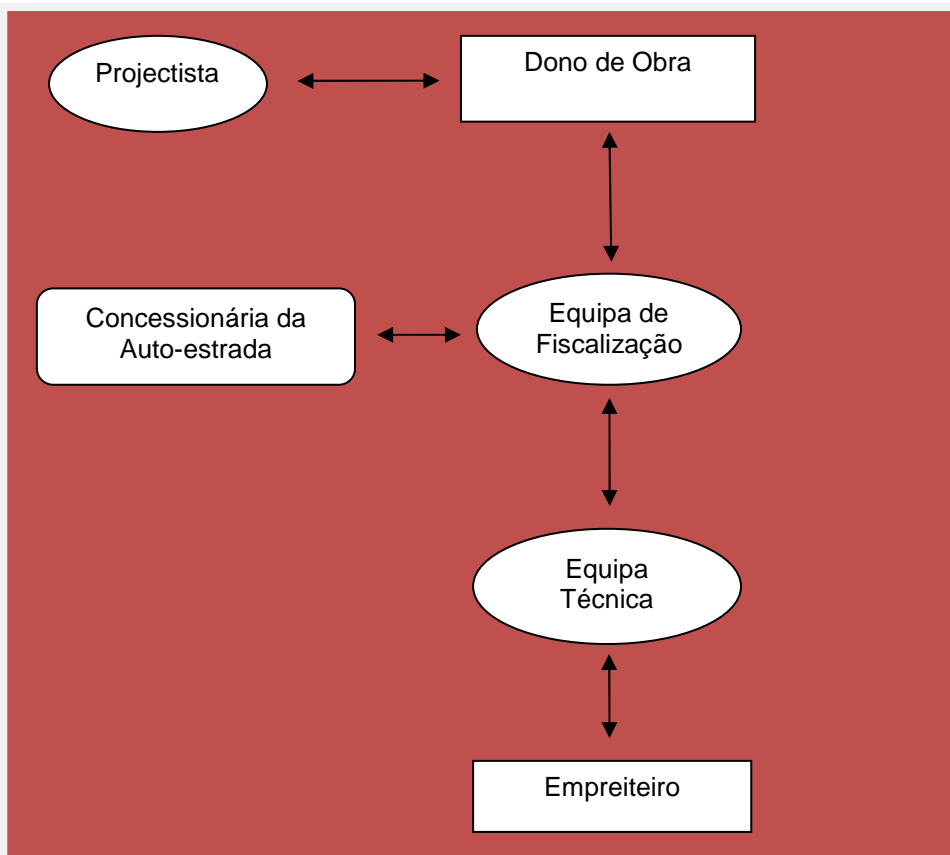 Projectista
Dono de Obra
Concessionária da
Auto-estrada
Equipa de
Fiscalização
Equipa
Técnica
Empreiteiro